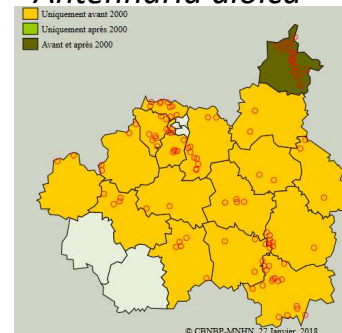 Antennaria dioica
Uniquement avant 2000
Uniquement après 2000
Avant et après 2000
© CBNBP-MNHN, 27 Janvier, 2018